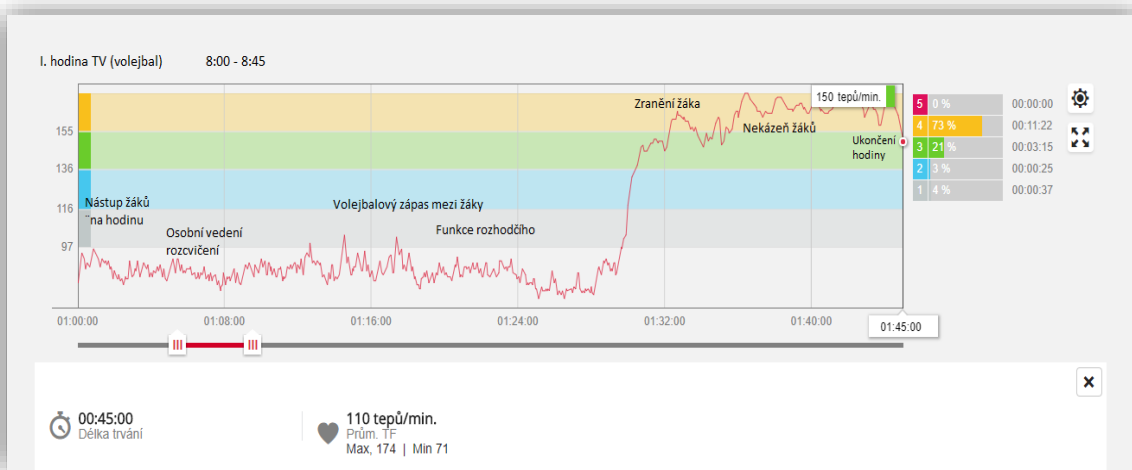 I. hodina TV (volejbal) 8:00 - 8:45
155
136
116
97
Nástup žáků
¨na hodinu
Osobní vedení
rozcvičení
Volejbalový zápas mezi žáky
Funkce rozhodčího
Zranění žáka
150 tepů/min.
Nekázeň žáků
Ukončení
hodiny
5 0 % 00:00:00
4 73 % 00:11:22
3 21 % 00:03:15
2 3 % 00:00:25
1 4 % 00:00:37
01:00:00 01:08:00 01:16:00 01:24:00 01:32:00 01:40:00 01:45:00
00:45:00
Délka trvání
110 tepů/min.
Prům. TF
Max, 174 | Min 71